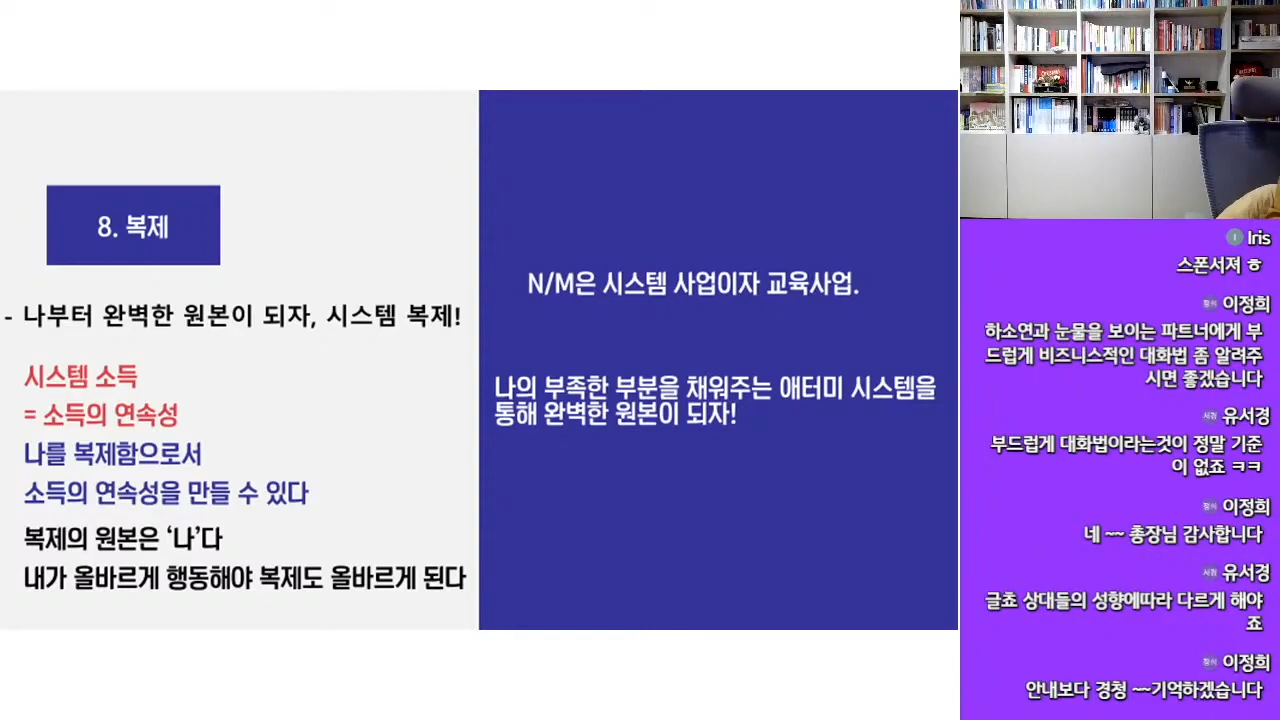 8. 복제
- 나부터 완벽한 원본이 되자, 시스템 복제!
시스템 소득
= 소득의 연속성
나를 복제함으로서
소득의 연속성을 만들 수 있다
복제의 원본은 ‘나’다
내가 올바르게 행동해야 복제도 올바르게 된다
N/M은 시스템 사업이자 교육사업.
나의 부족한 부분을 채워주는 애터미 시스템을
통해 완벽한 원본이 되자!
I Iris
스폰서져 ㅎ
정희 이정희
하소연과 눈물을 보이는 파트너에게 부
드럽게 비즈니스적인 대화법 좀 알려주
시면 좋겠습니다
서경 유서경
부드럽게 대화법이라는것이 정말 기준
이 없죠 ㅋㅋ
정희 이정희
네 ~~ 총장님 감사합니다
서경 유서경
글쵸 상대들의 성향에따라 다르게 해야
죠
정희 이정희
안내보다 경청 ~~기억하겠습니다